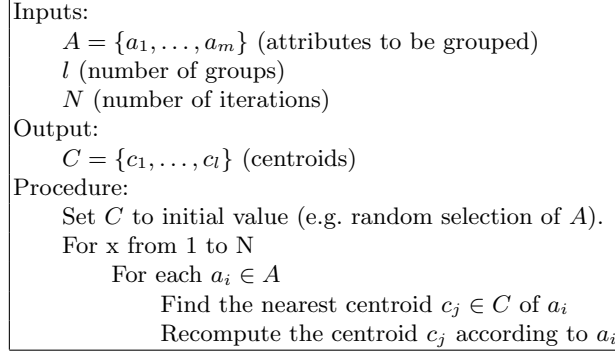 Inputs:
A = {a₁, . . . , aₘ} (attributes to be grouped)
l (number of groups)
N (number of iterations)
Output:
C = {c₁, . . . , cₗ} (centroids)
Procedure:
Set C to initial value (e.g. random selection of A).
For x from 1 to N
For each aᵢ ∈ A
Find the nearest centroid cⱼ ∈ C of aᵢ
Recompute the centroid cⱼ according to aᵢ